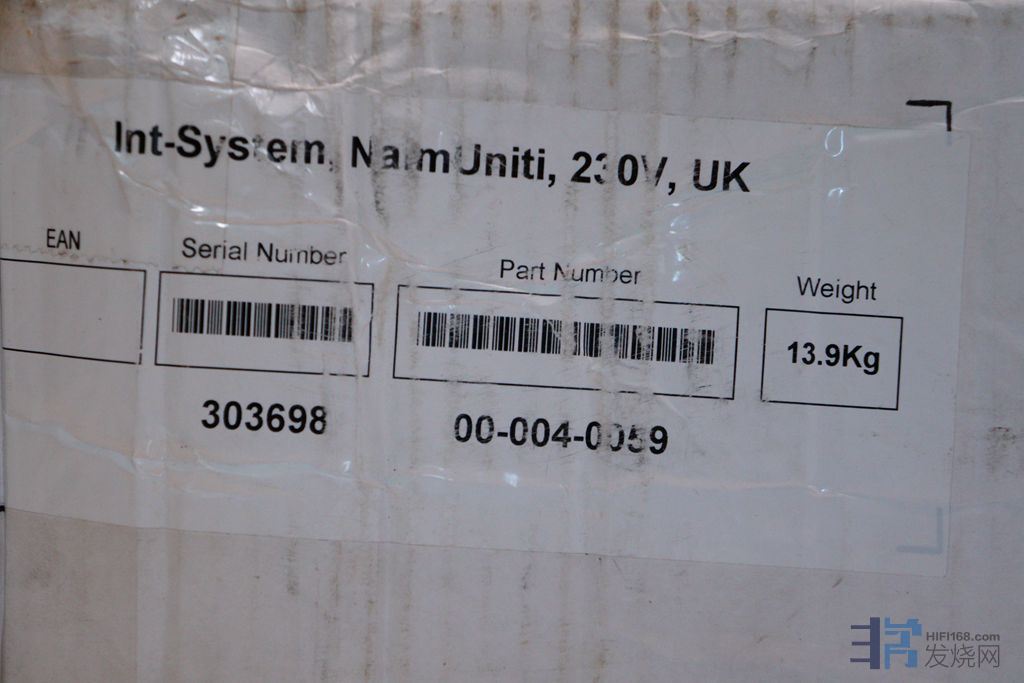 Int-System, NaimUniti, 230V, UK
EAN
Serial Number
Part Number
Weight
13.9Kg
303698
00-004-0059
HIFI168.com
发烧网